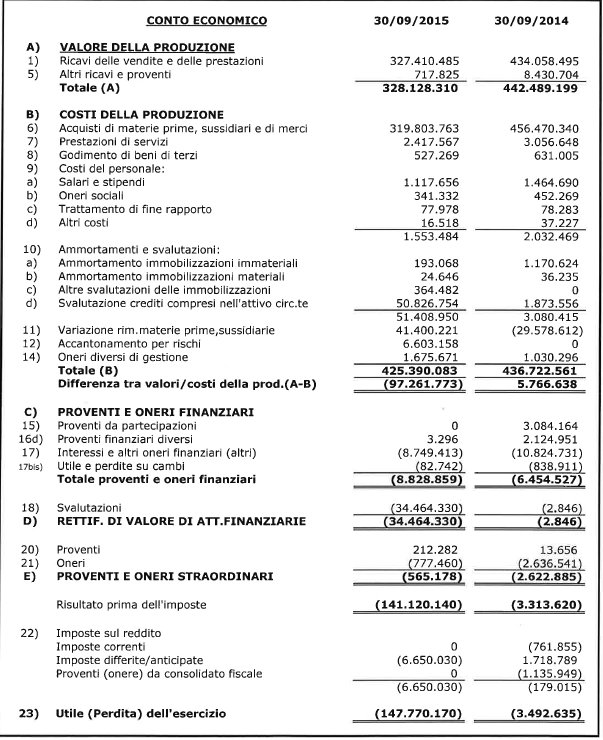 CONTO ECONOMICO 30/09/2015 30/09/2014
A) VALORE DELLA PRODUZIONE
1) Ricavi delle vendite e delle prestazioni 327.410.485 434.058.495
5) Altri ricavi e proventi 717.825 8.430.704
Totale (A) 328.128.310 442.489.199
B) COSTI DELLA PRODUZIONE
6) Acquisti di materie prime, sussidiari e di merci 319.803.763 456.470.340
7) Prestazioni di servizi 2.417.567 3.056.648
8) Godimento di beni di terzi 527.269 631.005
9) Costi del personale:
a) Salari e stipendi 1.117.656 1.464.690
b) Oneri sociali 341.332 452.269
c) Trattamento di fine rapporto 77.978 78.283
d) Altri costi 16.518 37.227
1.553.484 2.032.469
10) Ammortamenti e svalutazioni:
a) Ammortamento immobilizzazioni immateriali 193.068 1.170.624
b) Ammortamento immobilizzazioni materiali 24.646 36.235
c) Altre svalutazioni delle immobilizzazioni 364.482 0
d) Svalutazione crediti compresi nell'attivo circ.te 50.826.754 1.873.556
51.408.950 3.080.415
11) Variazione rim.materie prime,sussidiarie 41.400.221 (29.578.612)
12) Accantonamento per rischi 6.603.158 0
14) Oneri diversi di gestione 1.675.671 1.030.296
Totale (B) 425.390.083 436.722.561
Differenza tra valori/costi della prod.(A-B) (97.261.773) 5.766.638
C) PROVENTI E ONERI FINANZIARI
15) Proventi da partecipazioni 0 3.084.164
16d) Proventi finanziari diversi 3.296 2.124.951
17) Interessi e altri oneri finanziari (altri) (8.749.413) (10.824.731)
17bis) Utile e perdite su cambi (82.742) (838.911)
Totale proventi e oneri finanziari (8.828.859) (6.454.527)
18) Svalutazioni (34.464.330) (2.846)
D) RETTIF. DI VALORE DI ATT.FINANZIARIE (34.464.330) (2.846)
20) Proventi 212.282 13.656
21) Oneri (777.460) (2.636.541)
E) PROVENTI E ONERI STRAORDINARI (565.178) (2.622.885)
Risultato prima dell'imposte (141.120.140) (3.313.620)
22) Imposte sul reddito
Imposte correnti 0 (761.855)
Imposte differite/anticipate (6.650.030) 1.718.789
Proventi (onere) da consolidato fiscale 0 (1.135.949)
(6.650.030) (179.015)
23) Utile (Perdita) dell'esercizio (147.770.170) (3.492.635)